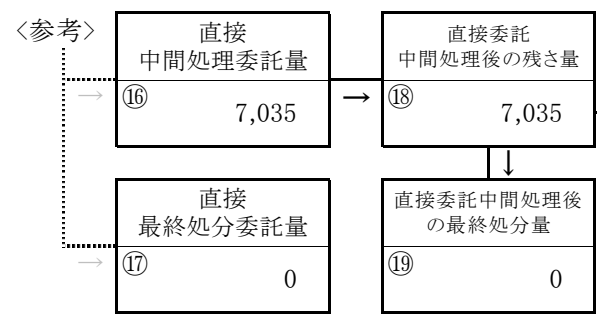 〈参考〉
直接
中間処理委託量
→
⑯
7,035
→
直接委託
中間処理後の残さ量
⑱
7,035
↓
直接
最終処分委託量
→
⑰
0
直接委託中間処理後
の最終処分量
⑲
0